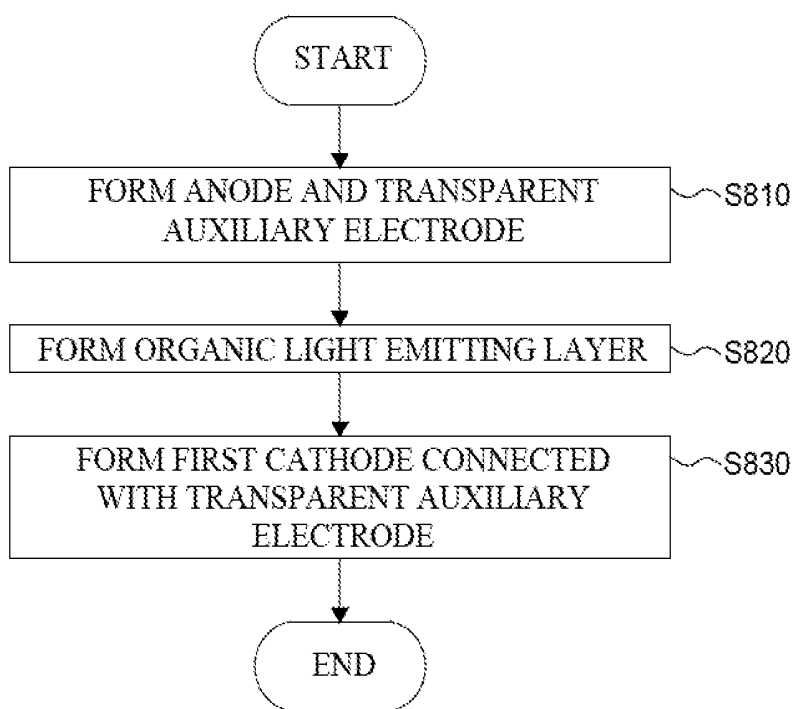 START
FORM ANODE AND TRANSPARENT
AUXILIARY ELECTRODE
S810
FORM ORGANIC LIGHT EMITTING LAYER
S820
FORM FIRST CATHODE CONNECTED
WITH TRANSPARENT AUXILIARY
ELECTRODE
S830
END